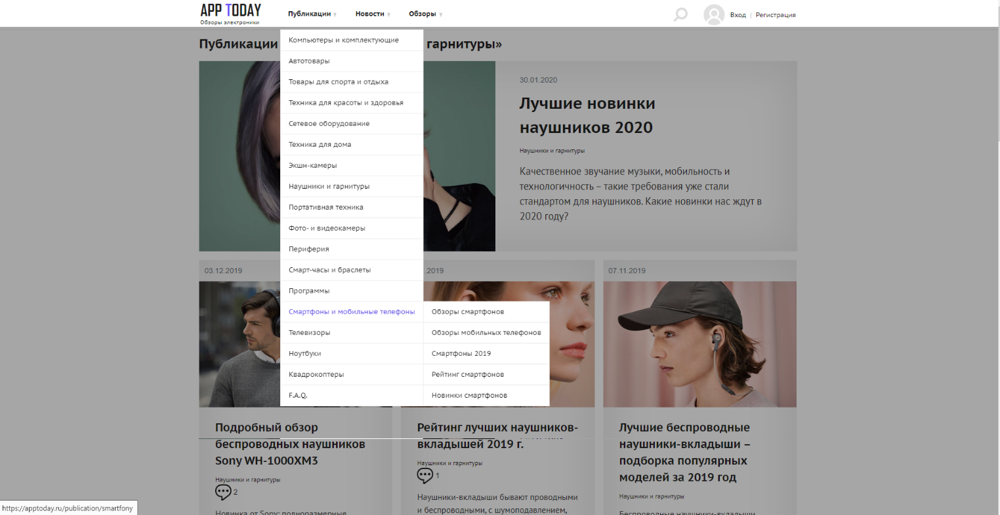 APP TODAY
Обзоры электроники
Публикации
Новости
Обзоры
Вход | Регистрация
Публикации
гарнитуры»
Компьютеры и комплектующие
Автотовары
Товары для спорта и отдыха
Техника для красоты и здоровья
Сетевое оборудование
Техника для дома
Экшн-камеры
Наушники и гарнитуры
Портативная техника
Фото- и видеокамеры
Периферия
Смарт-часы и браслеты
Программы
Смартфоны и мобильные телефоны
Телевизоры
Ноутбуки
Квадрокоптеры
F.A.Q.
Обзоры смартфонов
Обзоры мобильных телефонов
Смартфоны 2019
Рейтинг смартфонов
Новинки смартфонов
30.01.2020
Лучшие новинки
наушников 2020
Наушники и гарнитуры
Качественное звучание музыки, мобильность и
технологичность – такие требования уже стали
стандартом для наушников. Какие новинки нас ждут в
2020 году?
03.12.2019
Подробный обзор
беспроводных наушников
Sony WH-1000XM3
Наушники и гарнитуры
2
Новинка от Sony: полноразмерные
.2019
Рейтинг лучших наушников-
вкладышей 2019 г.
Наушники и гарнитуры
1
Наушники-вкладыши бывают проводными
и беспроводными, с шумоподавлением,
07.11.2019
Лучшие беспроводные
наушники-вкладыши –
подборка популярных
моделей за 2019 год
Наушники и гарнитуры
Беспроводные наушники-вкладыши
https://apptoday.ru/publication/smartfony